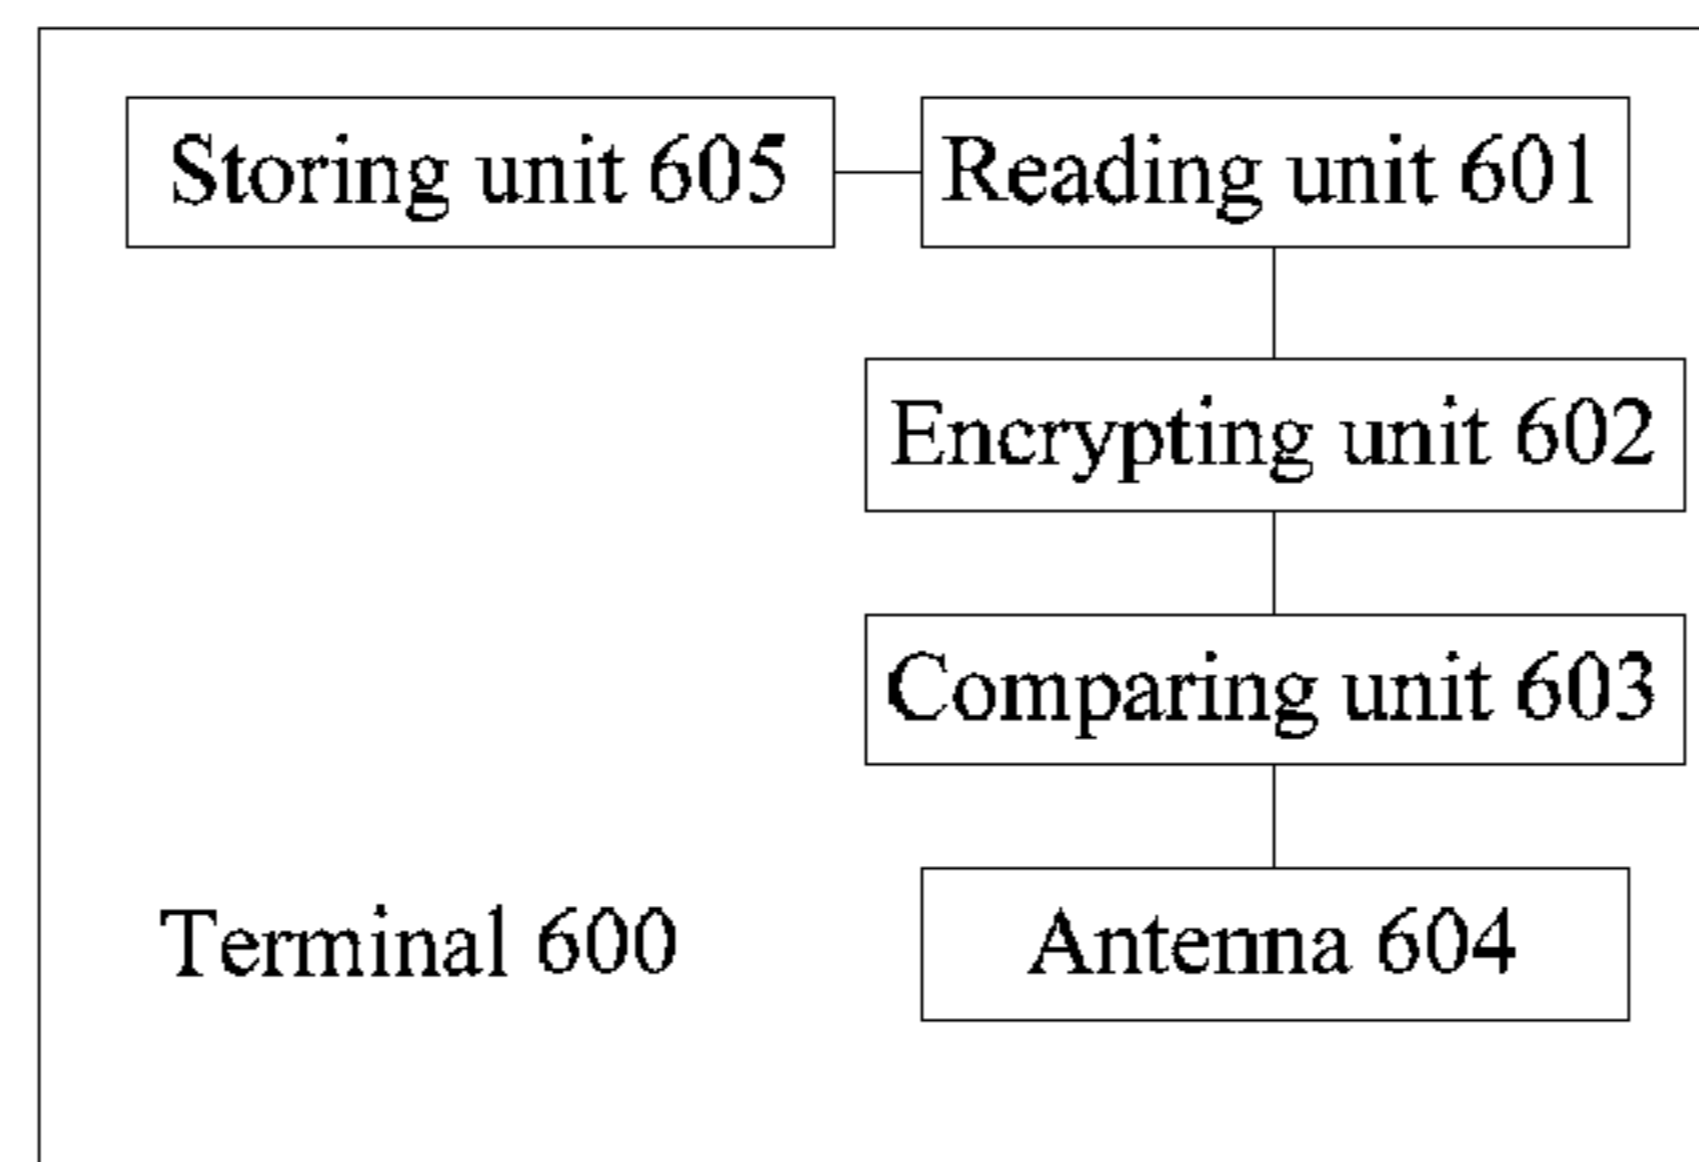 Storing unit 605
Reading unit 601
Encrypting unit 602
Comparing unit 603
Terminal 600
Antenna 604